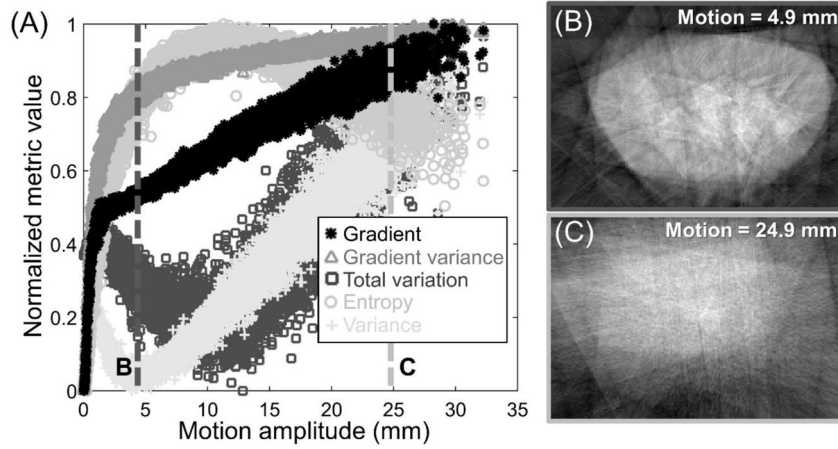 (A)
Normalized metric value
1
0.8
0.6
0.4
0.2
0
0 5 10 15 20 25 30 35
Motion amplitude (mm)
B
C
Gradient
Gradient variance
Total variation
Entropy
Variance
(B)
Motion = 4.9 mm
(C)
Motion = 24.9 mm